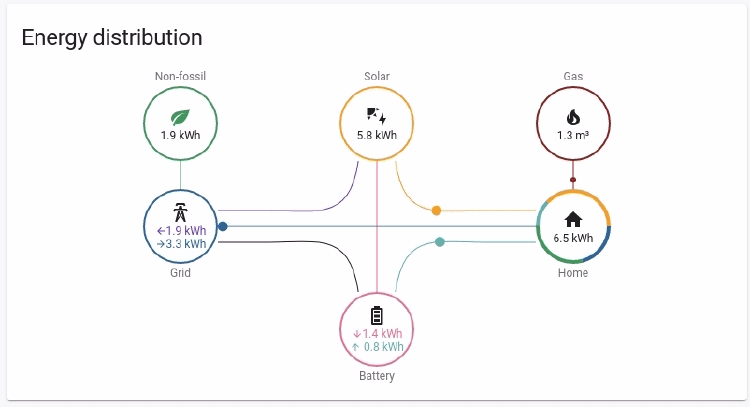 Energy distribution
Non-fossil
Solar
Gas
1.9 kWh
5.8 kWh
1.3 m³
←1.9 kWh
→3.3 kWh
6.5 kWh
Grid
Home
↓1.4 kWh
↑ 0.8 kWh
Battery